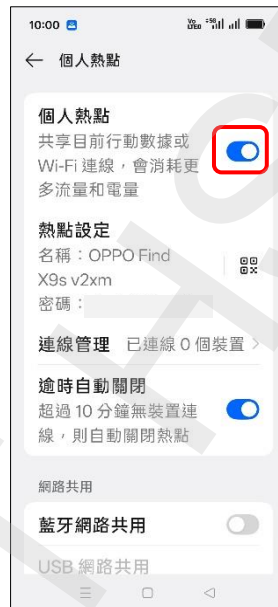 10:00
個人熱點
個人熱點
共享目前行動數據或
Wi-Fi 連線，會消耗更
多流量和電量
熱點設定
名稱：OPPO Find
X9s v2xm
密碼：
連線管理 已連線 0 個裝置
逾時自動關閉
超過 10 分鐘無裝置連
線，則自動關閉熱點
網路共用
藍牙網路共用
USB 網路共用